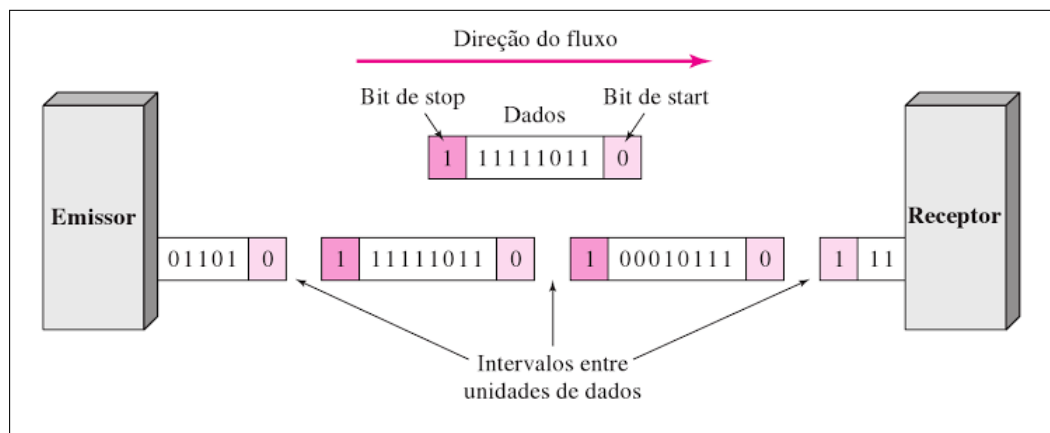 Direção do fluxo
Bit de stop
Dados
Bit de start
1 11111011 0
Emissor
Receptor
01101 0
1 11111011 0
1 00010111 0
1 11
Intervalos entre
unidades de dados